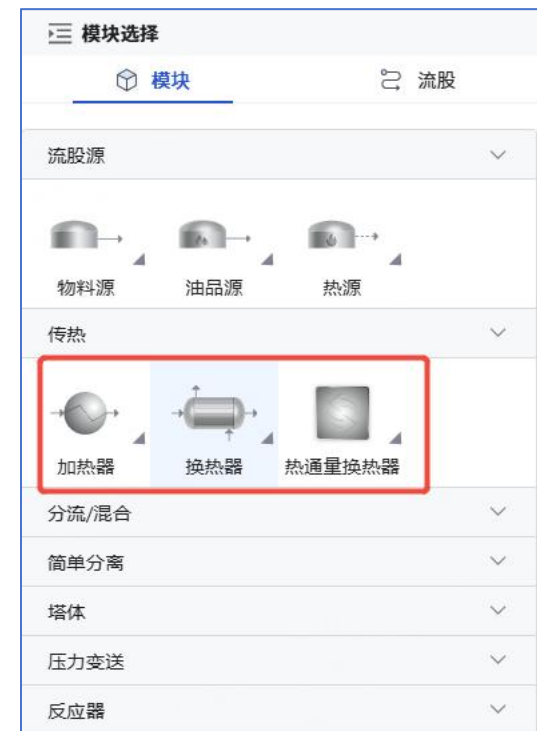 模块选择
模块 流股
流股源
物料源 油品源 热源
传热
加热器 换热器 热通量换热器
分流/混合
简单分离
塔体
压力变送
反应器